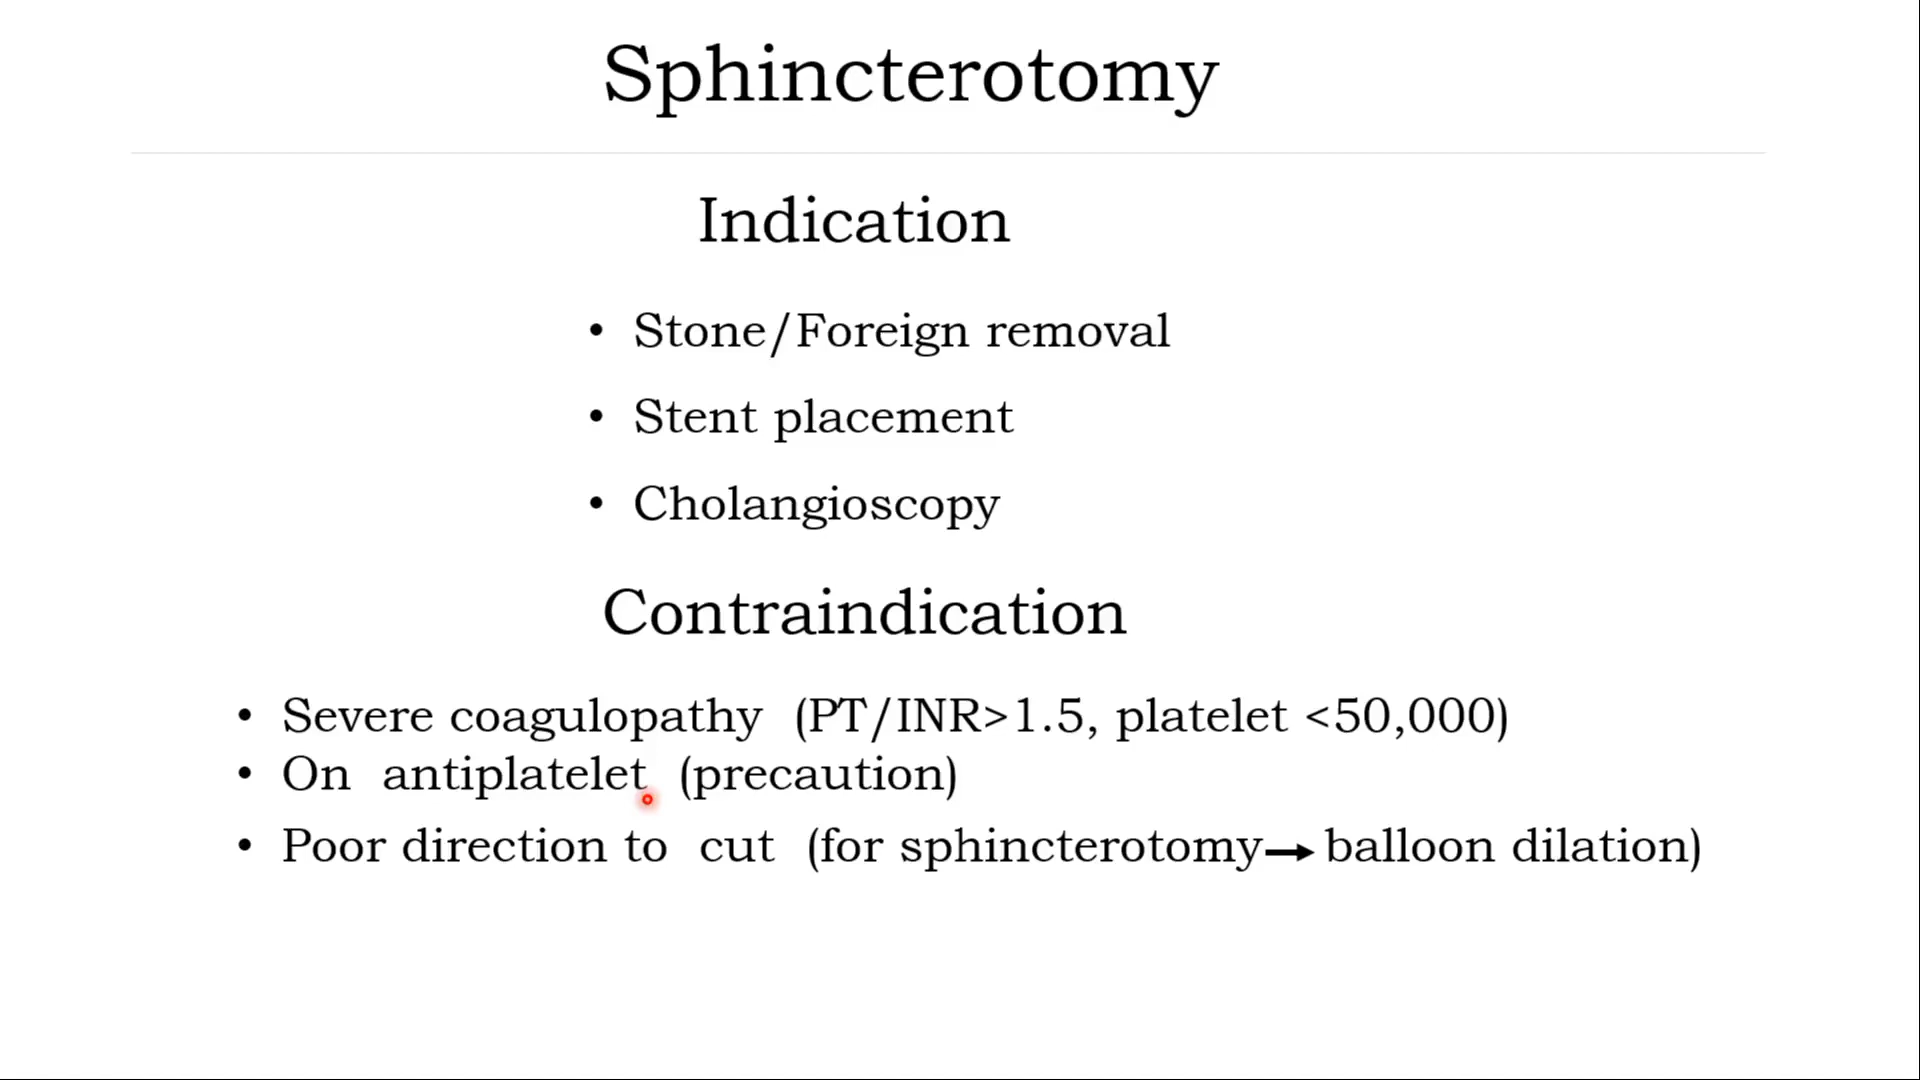 Sphincterotomy
Indication
• Stone/Foreign removal
• Stent placement
• Cholangioscopy
Contraindication
• Severe coagulopathy (PT/INR>1.5, platelet <50,000)
• On antiplatelet (precaution)
• Poor direction to cut (for sphincterotomy→balloon dilation)